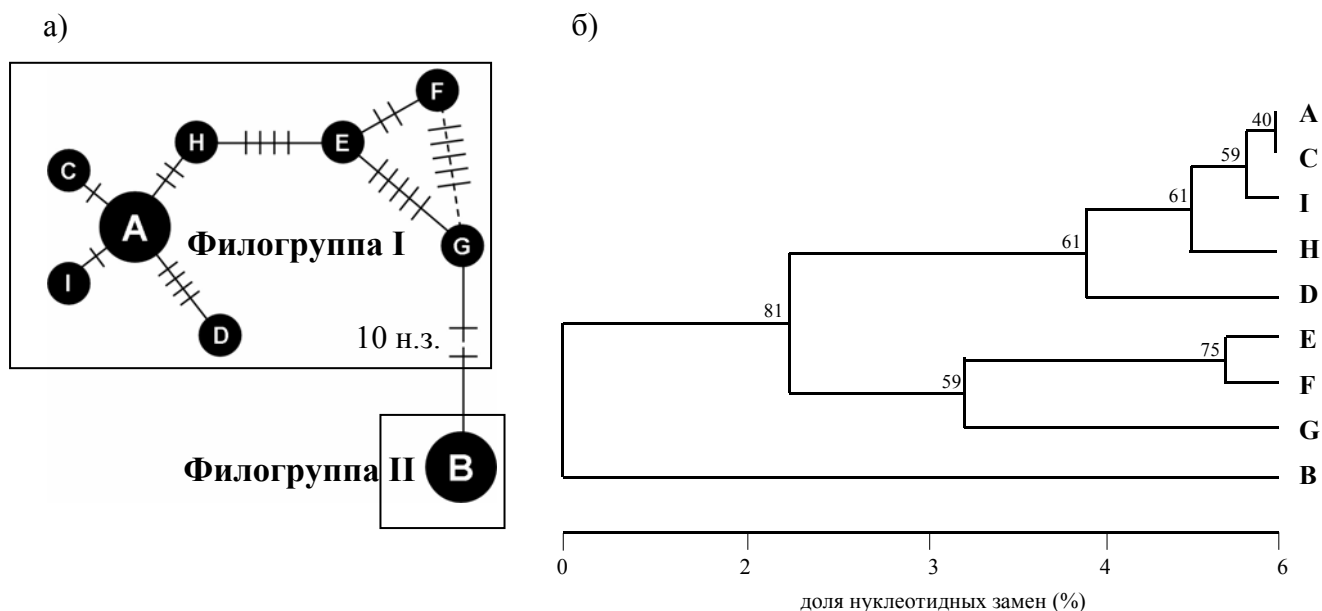 а)
F
H
E
C
A
Филогруппа I
G
I
D
10 н.з.
Филогруппа II
B
б)
40
A
59
C
61
I
61
H
81
D
75
E
59
F
G
B
0 2 3 4 6
доля нуклеотидных замен (%)